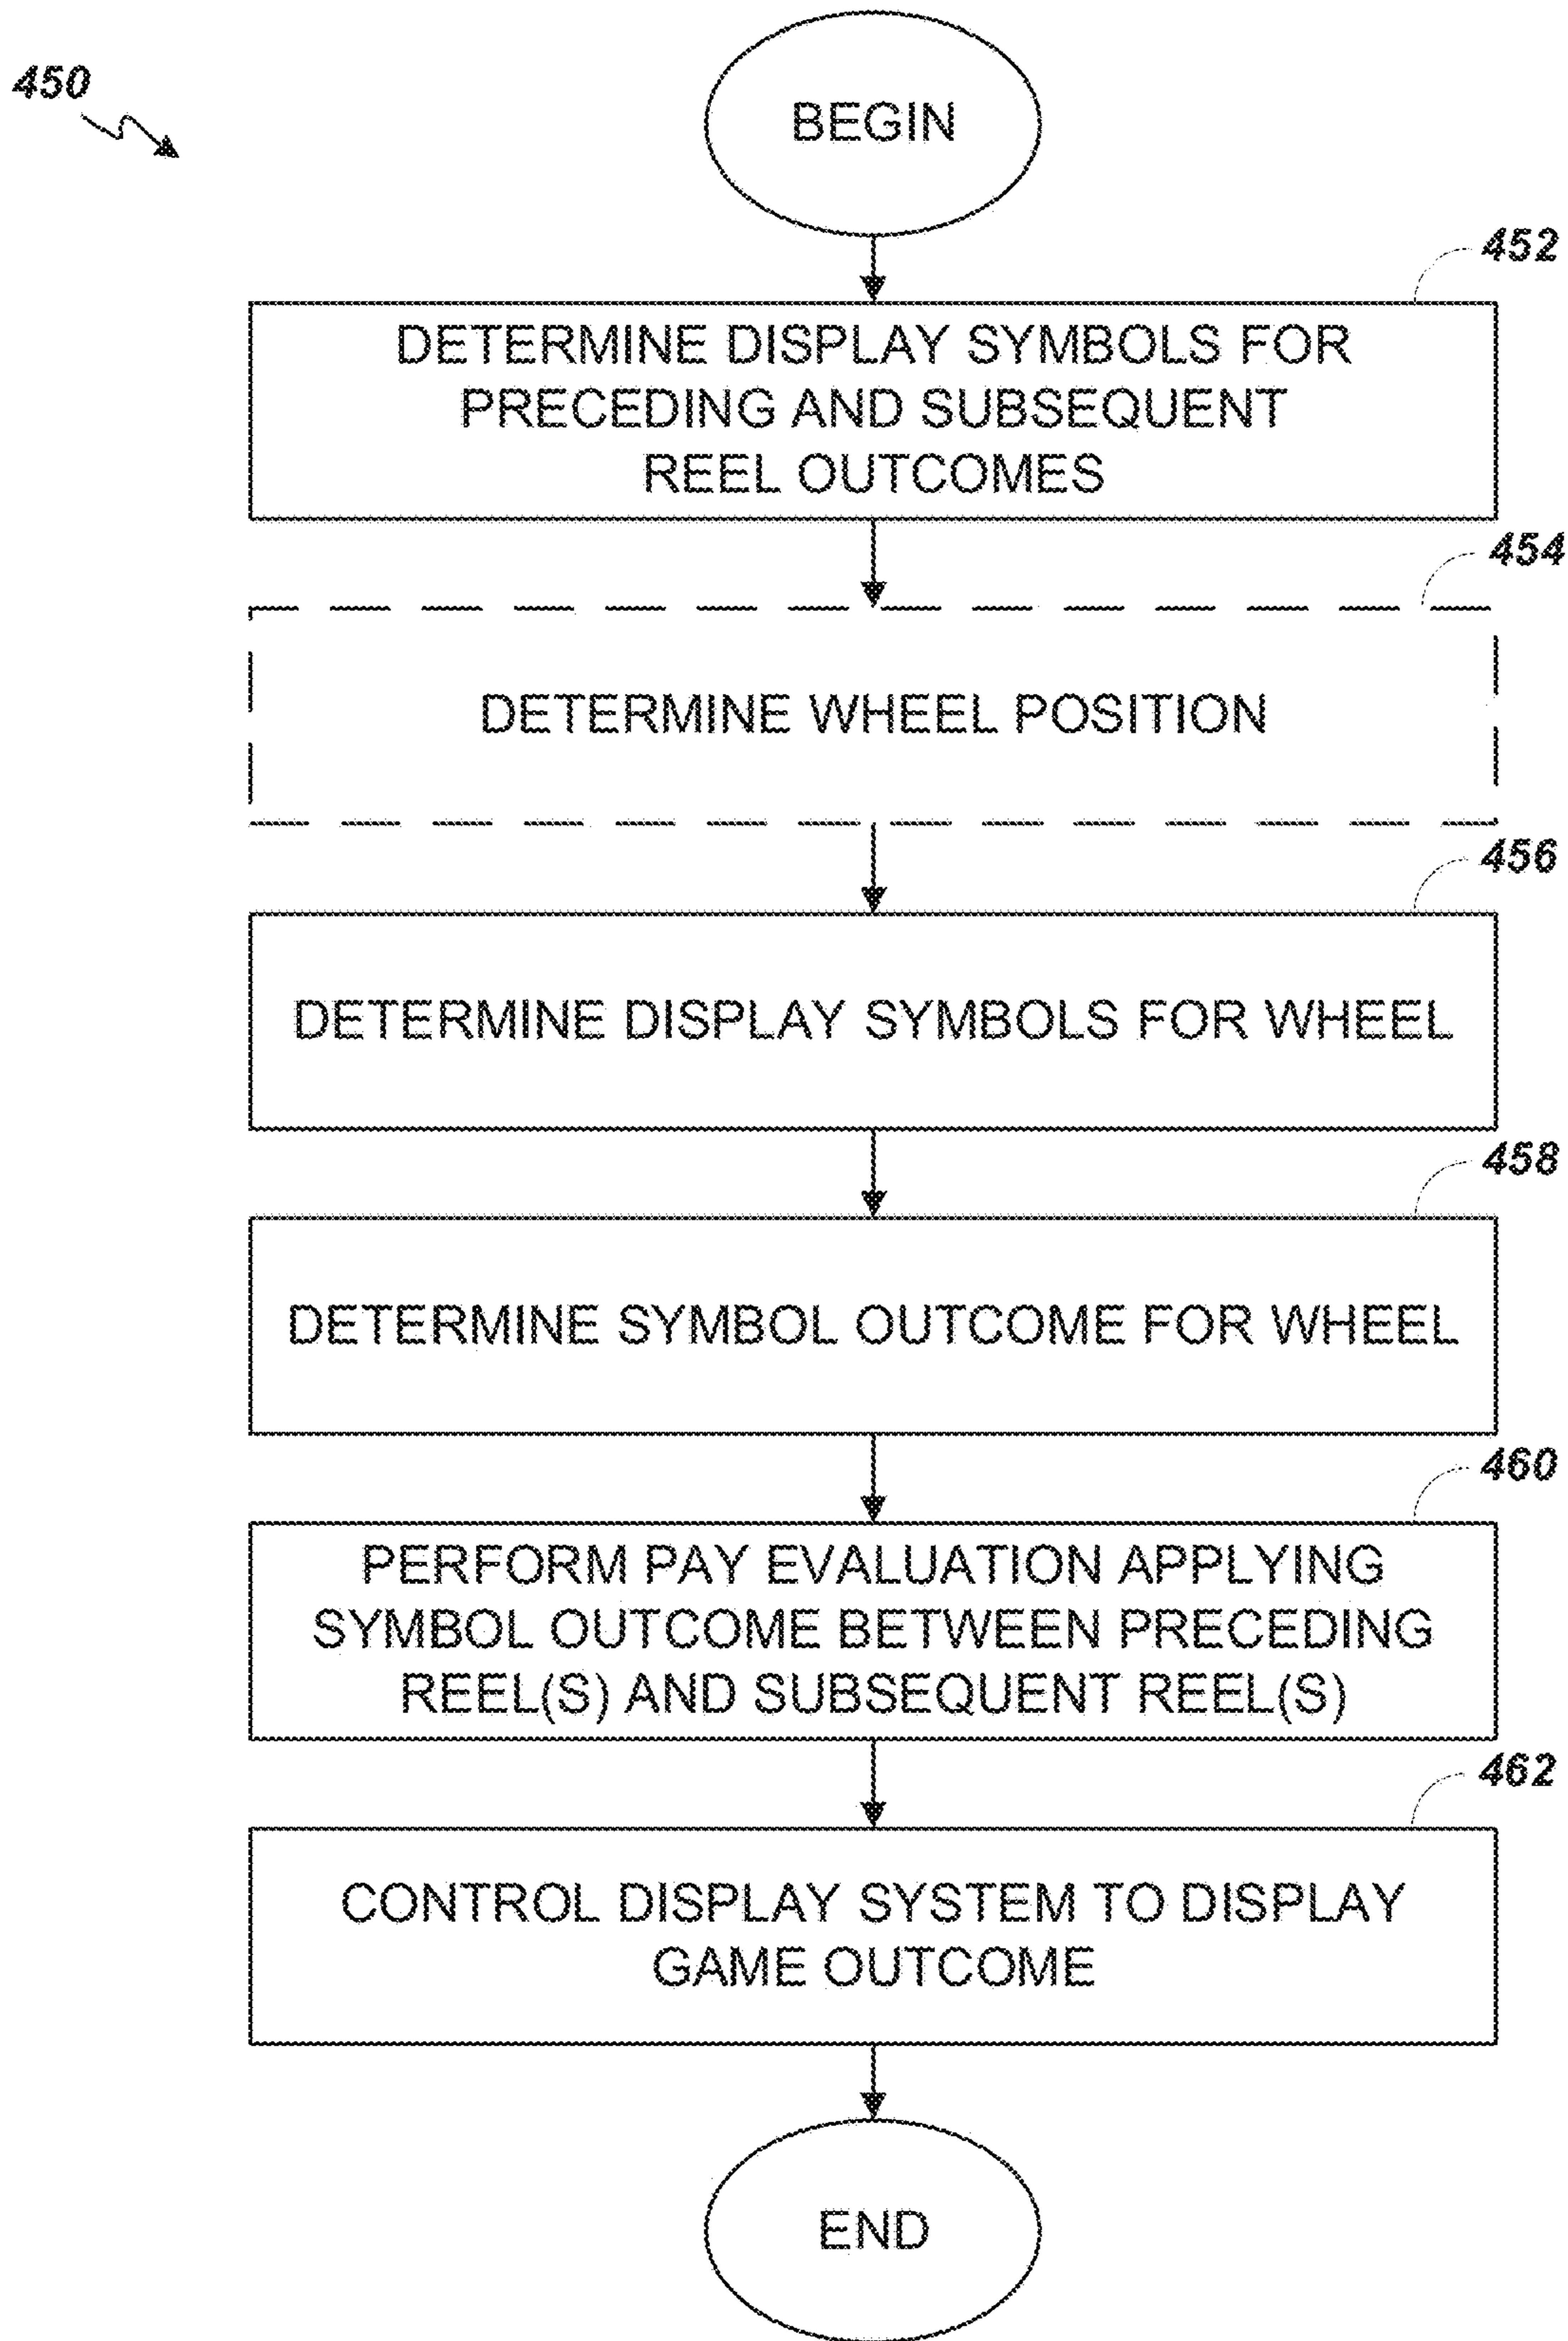 450
BEGIN
452
DETERMINE DISPLAY SYMBOLS FOR
PRECEDING AND SUBSEQUENT
REEL OUTCOMES
454
DETERMINE WHEEL POSITION
456
DETERMINE DISPLAY SYMBOLS FOR WHEEL
458
DETERMINE SYMBOL OUTCOME FOR WHEEL
460
PERFORM PAY EVALUATION APPLYING
SYMBOL OUTCOME BETWEEN PRECEDING
REEL(S) AND SUBSEQUENT REEL(S)
462
CONTROL DISPLAY SYSTEM TO DISPLAY
GAME OUTCOME
END